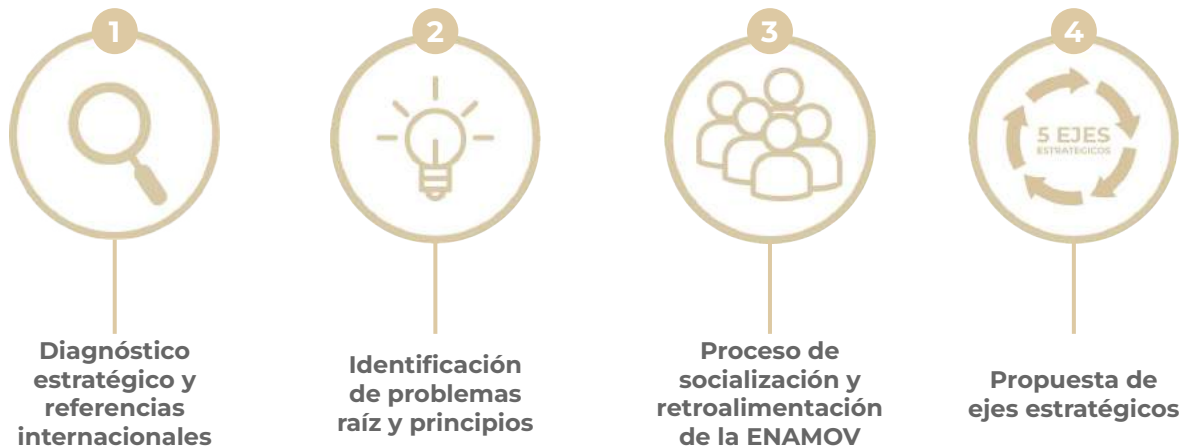 1
Diagnóstico
estratégico y
referencias
internacionales
2
Identificación
de problemas
raíz y principios
3
Proceso de
socialización y
retroalimentación
de la ENAMOV
4
5 EJES
ESTRATÉGICOS
Propuesta de
ejes estratégicos